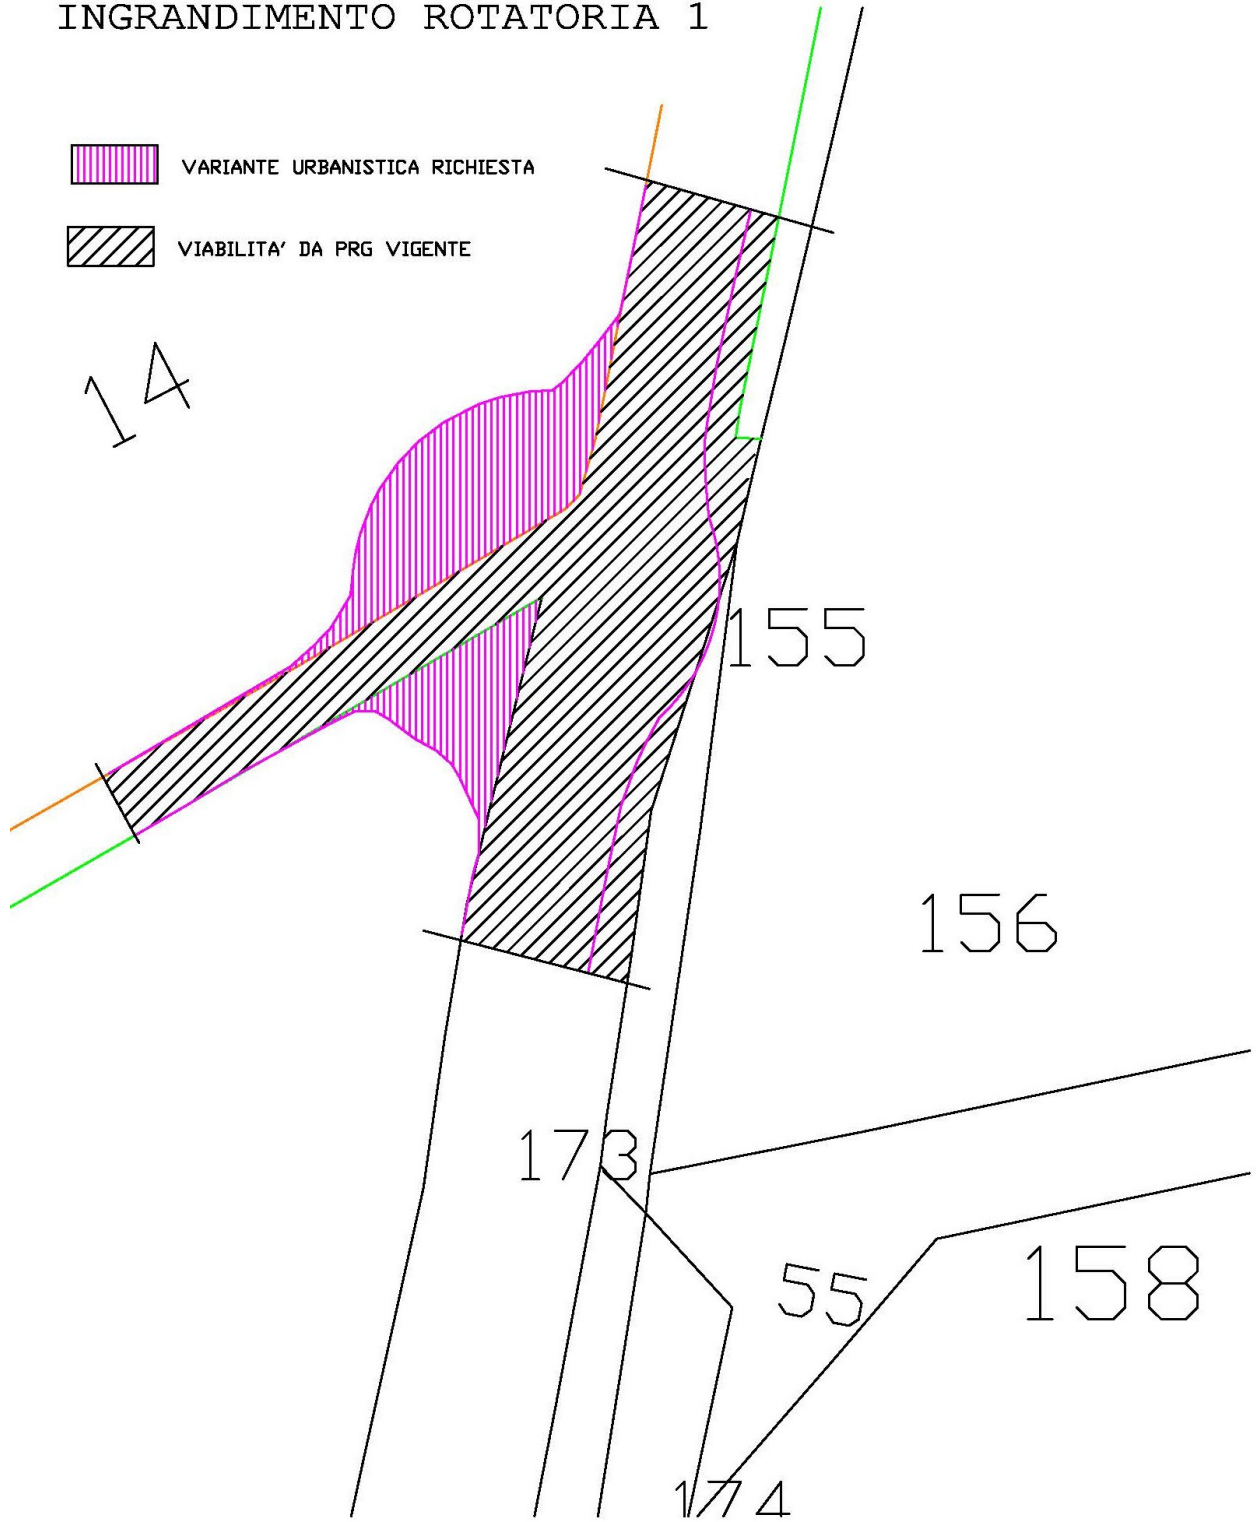 INGRANDIMENTO ROTATORIA 1
VARIANTE URBANISTICA RICHIESTA
VIABILITA' DA PRG VIGENTE
14
155
156
173
55
158
174